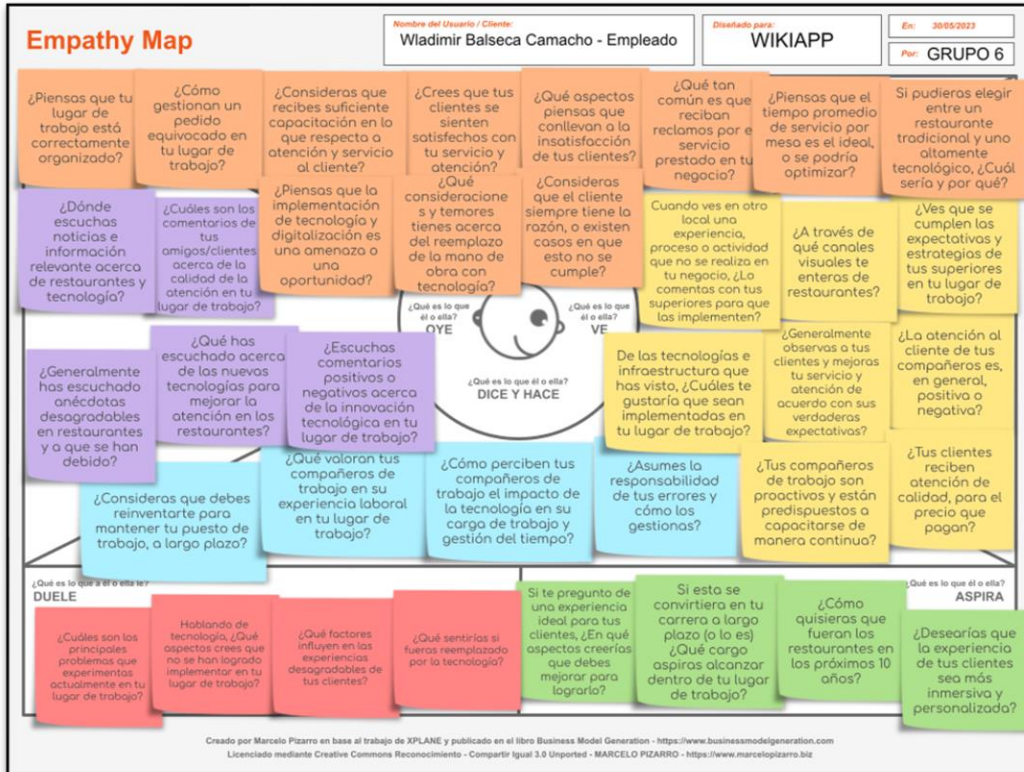 Empathy Map
Nombre del Usuario / Cliente:
Wladimir Balseca Camacho - Empleado
Diseñado para:
WIKIAPP
En: 30/05/2023
Por: GRUPO 6
¿Piensas que tu
lugar de
trabajo está
correctamente
organizado?
¿Cómo
gestionan un
pedido
equivocado en
tu lugar de
trabajo?
¿Consideras que
recibes suficiente
capacitación en lo
que respecta a
atención y servicio
al cliente?
¿Crees que tus
clientes se
sienten
satisfechos con
tu servicio y
atención?
¿Qué aspectos
piensas que
conllevan a la
insatisfacción
de tus clientes?
¿Qué tan
común es que
reciban
reclamos por e
servicio
prestado en tu
negocio?
¿Piensas que el
tiempo promedio
de servicio por
mesa es el ideal,
o se podría
optimizar?
Si pudieras elegir
entre un
restaurante
tradicional y uno
altamente
tecnológico, ¿Cuál
sería y por qué?
¿Dónde
escuchas
noticias e
información
relevante acerca
de restaurantes y
tecnología?
¿Cuáles son los
comentarios de
tus
amigos/clientes
acerca de la
calidad de la
atención en tu
lugar de trabajo?
¿Piensas que la
implementación
de tecnología y
digitalización es
una amenaza o
una
oportunidad?
¿Qué
consideracione
s y temores
tienes acerca
del reemplazo
de la mano de
obra con
tecnología?
¿Consideras
que el cliente
siempre tiene la
razón, o existen
casos en que
esto no se
cumple?
Cuando ves en otro
local una
experiencia,
proceso o actividad
que no se realiza en
tu negocio, ¿Lo
comentas con tus
superiores para que
las implementen?
¿A través de
qué canales
visuales te
enteras de
restaurantes?
¿Ves que se
cumplen las
expectativas y
estrategias de
tus superiores
en tu lugar de
trabajo?
¿Qué es lo que
él o ella?
OYE
¿Qué es lo que
él o ella?
VE
¿Qué es lo que él o ella?
DICE Y HACE
¿Generalmente
has escuchado
anécdotas
desagradables
en restaurantes
y a que se han
debido?
¿Qué has
escuchado acerca
de las nuevas
tecnologías para
mejorar la
atención en los
restaurantes?
¿Escuchas
comentarios
positivos o
negativos acerca
de la innovación
tecnológica en tu
lugar de trabajo?
De las tecnologías e
infraestructura que
has visto, ¿Cuáles te
gustaría que sean
implementadas en
tu lugar de trabajo?
¿Generalmente
observas a tus
clientes y mejoras
tu servicio y
atención de
acuerdo con sus
verdaderas
expectativas?
¿La atención al
cliente de tus
compañeros es,
en general,
positiva o
negativa?
¿Consideras que debes
reinventarte para
mantener tu puesto de
trabajo, a largo plazo?
¿Qué valoran tus
compañeros de
trabajo en su
experiencia laboral
en tu lugar de
trabajo?
¿Cómo perciben tus
compañeros de
trabajo el impacto de
la tecnología en su
carga de trabajo y
gestión del tiempo?
¿Asumes la
responsabilidad
de tus errores y
cómo los
gestionas?
¿Tus compañeros
de trabajo son
proactivos y están
predispuestos a
capacitarse de
manera continua?
¿Tus clientes
reciben
atención de
calidad, para el
precio que
pagan?
¿Qué es lo que a él o ella le?
DUELE
¿Cuáles son los
principales
problemas que
experimentas
actualmente en tu
lugar de trabajo?
Hablando de
tecnología, ¿Qué
aspectos crees que
no se han logrado
implementar en tu
lugar de trabajo?
¿Qué factores
influyen en las
experiencias
desagradables de
tus clientes?
¿Qué sentirías si
fueras reemplazado
por la tecnología?
Si te pregunto de
una experiencia
ideal para tus
clientes, ¿En qué
aspectos creerías
que debes
mejorar para
lograrlo?
Si esta se
convirtiera en tu
carrera a largo
plazo (o lo es)
¿Qué cargo
aspiras alcanzar
dentro de tu lugar
de trabajo?
¿Cómo
quisieras que
fueran los
restaurantes en
los próximos 10
años?
¿Qué es lo que él o ella?
ASPIRA
¿Desearías que
la experiencia
de tus clientes
sea más
inmersiva y
personalizada?
Creado por Marcelo Pizarro en base al trabajo de XPLANE y publicado en el libro Business Model Generation - https://www.businessmodelgeneration.com
Licenciado mediante Creative Commons Reconocimiento - Compartir Igual 3.0 Unported - MARCELO PIZARRO - https://www.marcelopizarro.biz